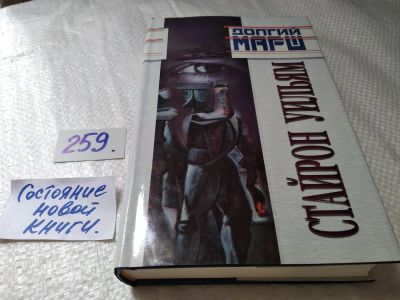 ДОЛГИЙ
МАРШ
СТАЙРОН УИЛЬЯМ
259.
Состояние
новой
книги.